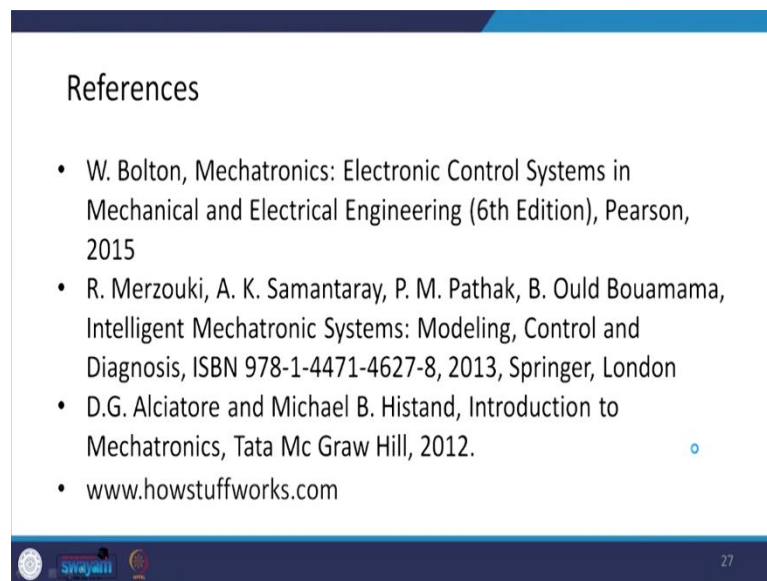 References
• W. Bolton, Mechatronics: Electronic Control Systems in
Mechanical and Electrical Engineering (6th Edition), Pearson,
2015
• R. Merzouki, A. K. Samantaray, P. M. Pathak, B. Ould Bouamama,
Intelligent Mechatronic Systems: Modeling, Control and
Diagnosis, ISBN 978-1-4471-4627-8, 2013, Springer, London
• D.G. Alciatore and Michael B. Histand, Introduction to
Mechatronics, Tata Mc Graw Hill, 2012.
• www.howstuffworks.com
swayam
27